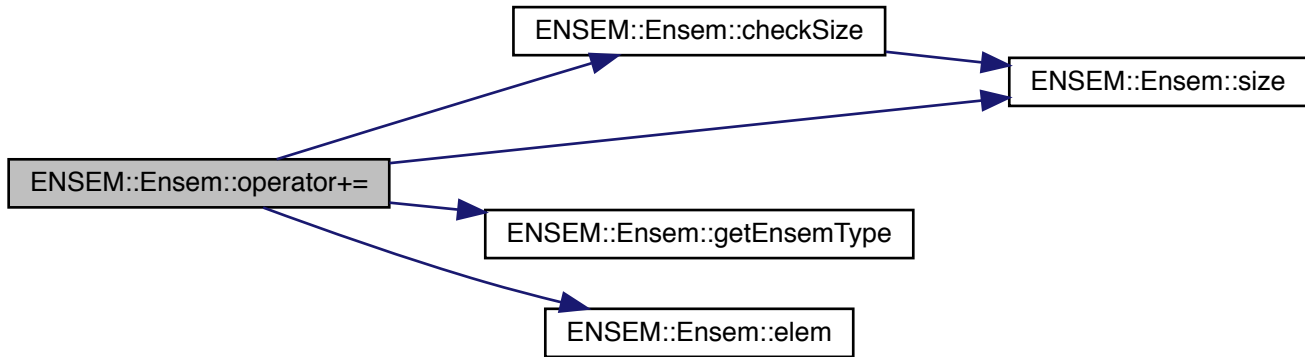 ENSEM::Ensem::checkSize
ENSEM::Ensem::size
ENSEM::Ensem::operator+=
ENSEM::Ensem::getEnsemType
ENSEM::Ensem::elem